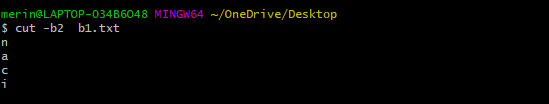 merin@LAPTOP-O34B6O48 MINGW64 ~/OneDrive/Desktop
$ cut -b2  b1.txt
n
a
c
i